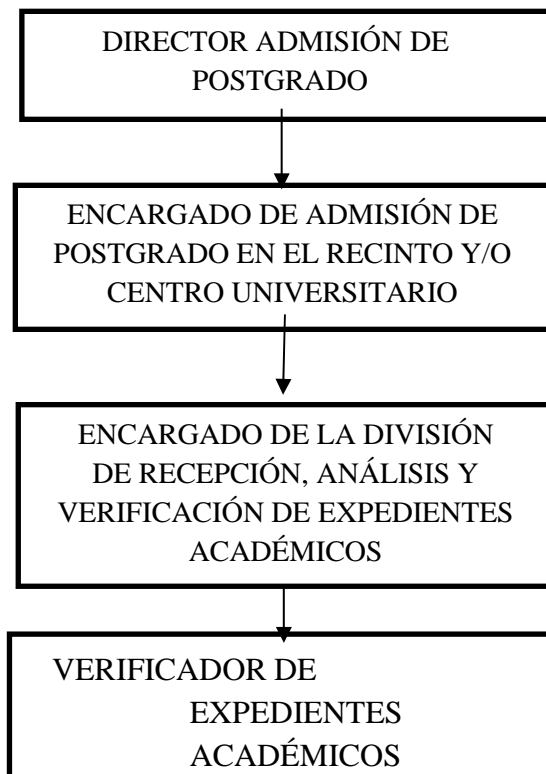 DIRECTOR ADMISIÓN DE
POSTGRADO
ENCARGADO DE ADMISIÓN DE
POSTGRADO EN EL RECINTO Y/O
CENTRO UNIVERSITARIO
ENCARGADO DE LA DIVISIÓN
DE RECEPCIÓN, ANÁLISIS Y
VERIFICACIÓN DE EXPEDIENTES
ACADÉMICOS
VERIFICADOR DE
EXPEDIENTES
ACADÉMICOS